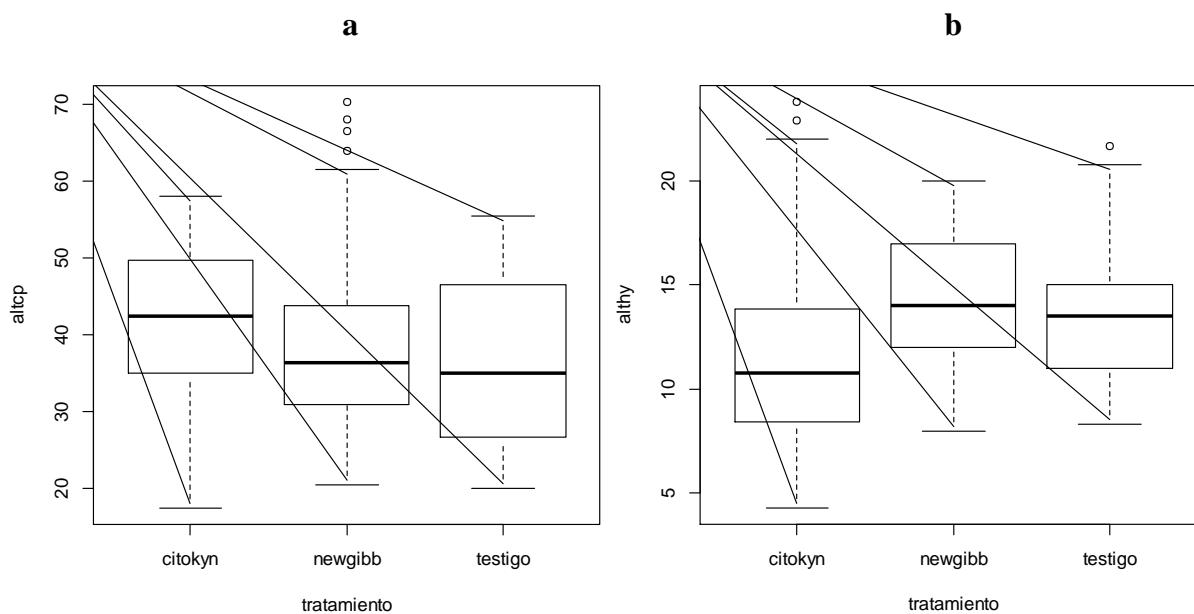 a
altcp
70
60
50
40
30
20
citokyn newgibb testigo
tratamiento
b
althy
20
15
10
5
citokyn newgibb testigo
tratamiento